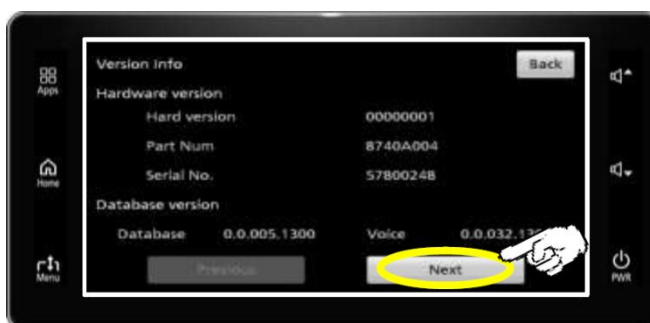 Version Info
Back
Apps
Hardware version
Hard version 00000001
Part Num 8740A004
Home
Serial No. 57800248
Database version
Database 0.0.005.1300 Voice
Menu
Previous Next
PWR